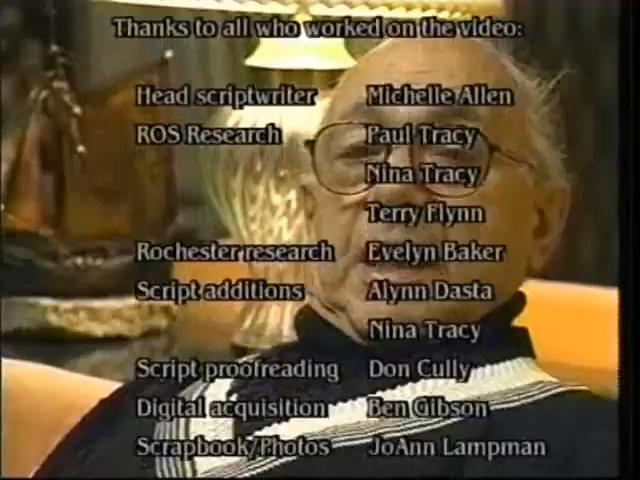 Thanks to all who worked on the video:
Head scriptwriter Michelle Allen
ROS Research Paul Tracy
Nina Tracy
Terry Flynn
Rochester research Evelyn Baker
Script additions Alynn Dasta
Nina Tracy
Script proofreading Don Cully
Digital acquisition Ben Gibson
Scrapbook/Photos JoAnn Lampman